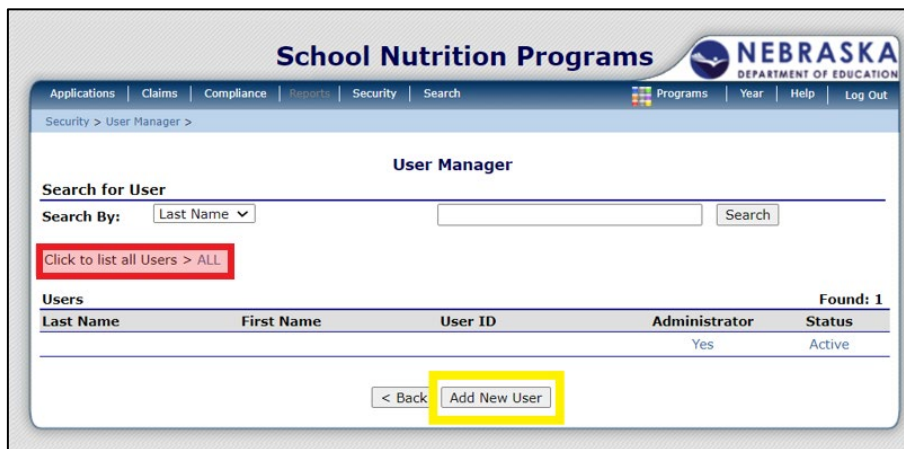 School Nutrition Programs
NEBRASKA
DEPARTMENT OF EDUCATION
Applications | Claims | Compliance | Reports | Security | Search Programs | Year | Help | Log Out
Security > User Manager >
User Manager
Search for User
Search By: Last Name Search
Click to list all Users > ALL
Users Found: 1
Last Name First Name User ID Administrator Status
Yes Active
< Back Add New User